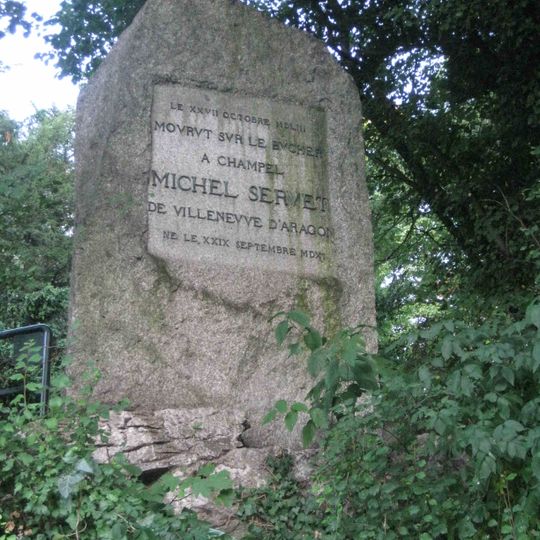 LE XXVII OCTOBRE MDLIII
MOVRVT SVR LE BVCHER
A CHAMPEL
MICHEL SERVET
DE VILLENEVVE D'ARAGON
NE LE XXIX SEPTEMBRE MDXI